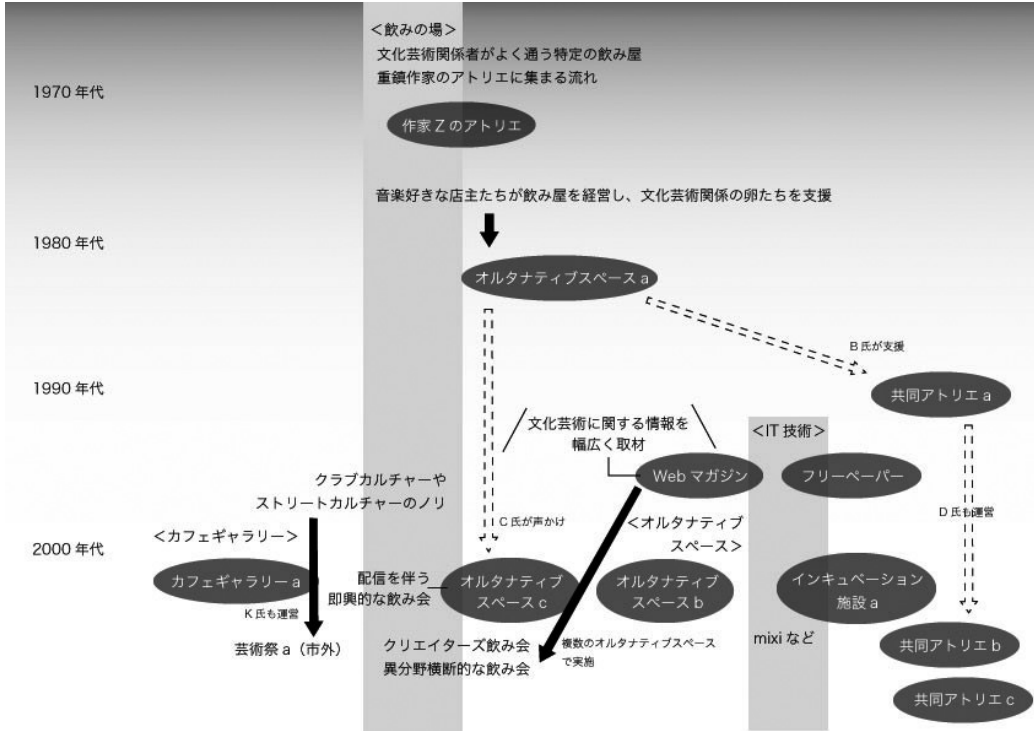 ＜飲みの場＞
文化芸術関係者がよく通う特定の飲み屋
重鎮作家のアトリエに集まる流れ
1970 年代
作家 Z のアトリエ
音楽好きな店主たちが飲み屋を経営し、文化芸術関係の卵たちを支援
1980 年代
オルタナティブスペース a
B 氏が支援
1990 年代
共同アトリエ a
文化芸術に関する情報を
幅広く取材
＜IT 技術＞
Web マガジン
フリーペーパー
クラブカルチャーや
ストリートカルチャーのノリ
C 氏が声かけ
D 氏も運営
＜オルタナティブ
スペース＞
＜カフェギャラリー＞
2000 年代
カフェギャラリー a
配信を伴う
即興的な飲み会
オルタナティブ
スペース c
オルタナティブ
スペース b
インキュベーション
施設 a
K 氏も運営
芸術祭 a（市外）
クリエイターズ飲み会
異分野横断的な飲み会
複数のオルタナティブスペース
で実施
mixi など
共同アトリエ b
共同アトリエ c